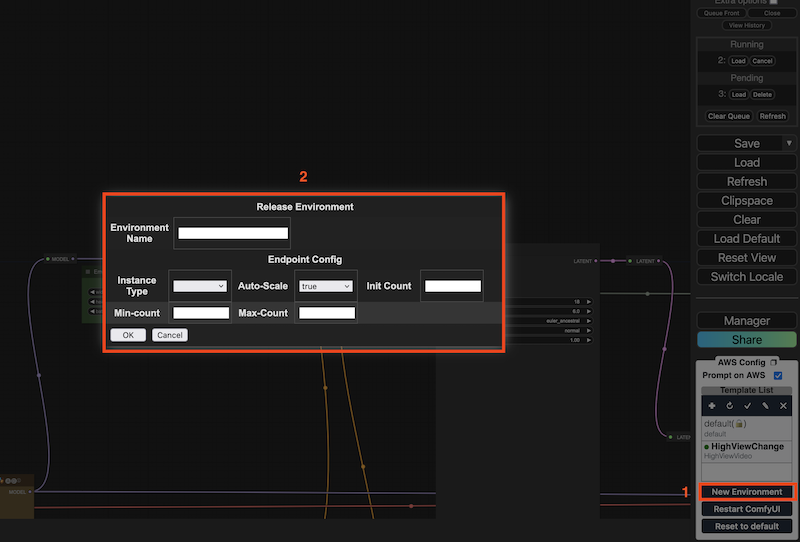 Extra options
Queue Front Close
View History
Running
2: Load Cancel
Pending
3: Load Delete
Clear Queue Refresh
Save ▼
Load
Refresh
Clipspace
Clear
Load Default
Reset View
Switch Locale
Manager
Share
AWS Config
Prompt on AWS
Template List
default(🔒)
default
HighViewChange
HighViewVideo
1
New Environment
Restart ComfyUI
Reset to default
2
Release Environment
Environment
Name
Endpoint Config
Instance
Type
Auto-Scale true Init Count
Min-count Max-Count
OK Cancel
MODEL
LATENT
LATENT
18
8.0
euler_ancestral
normal
1.00
MODEL